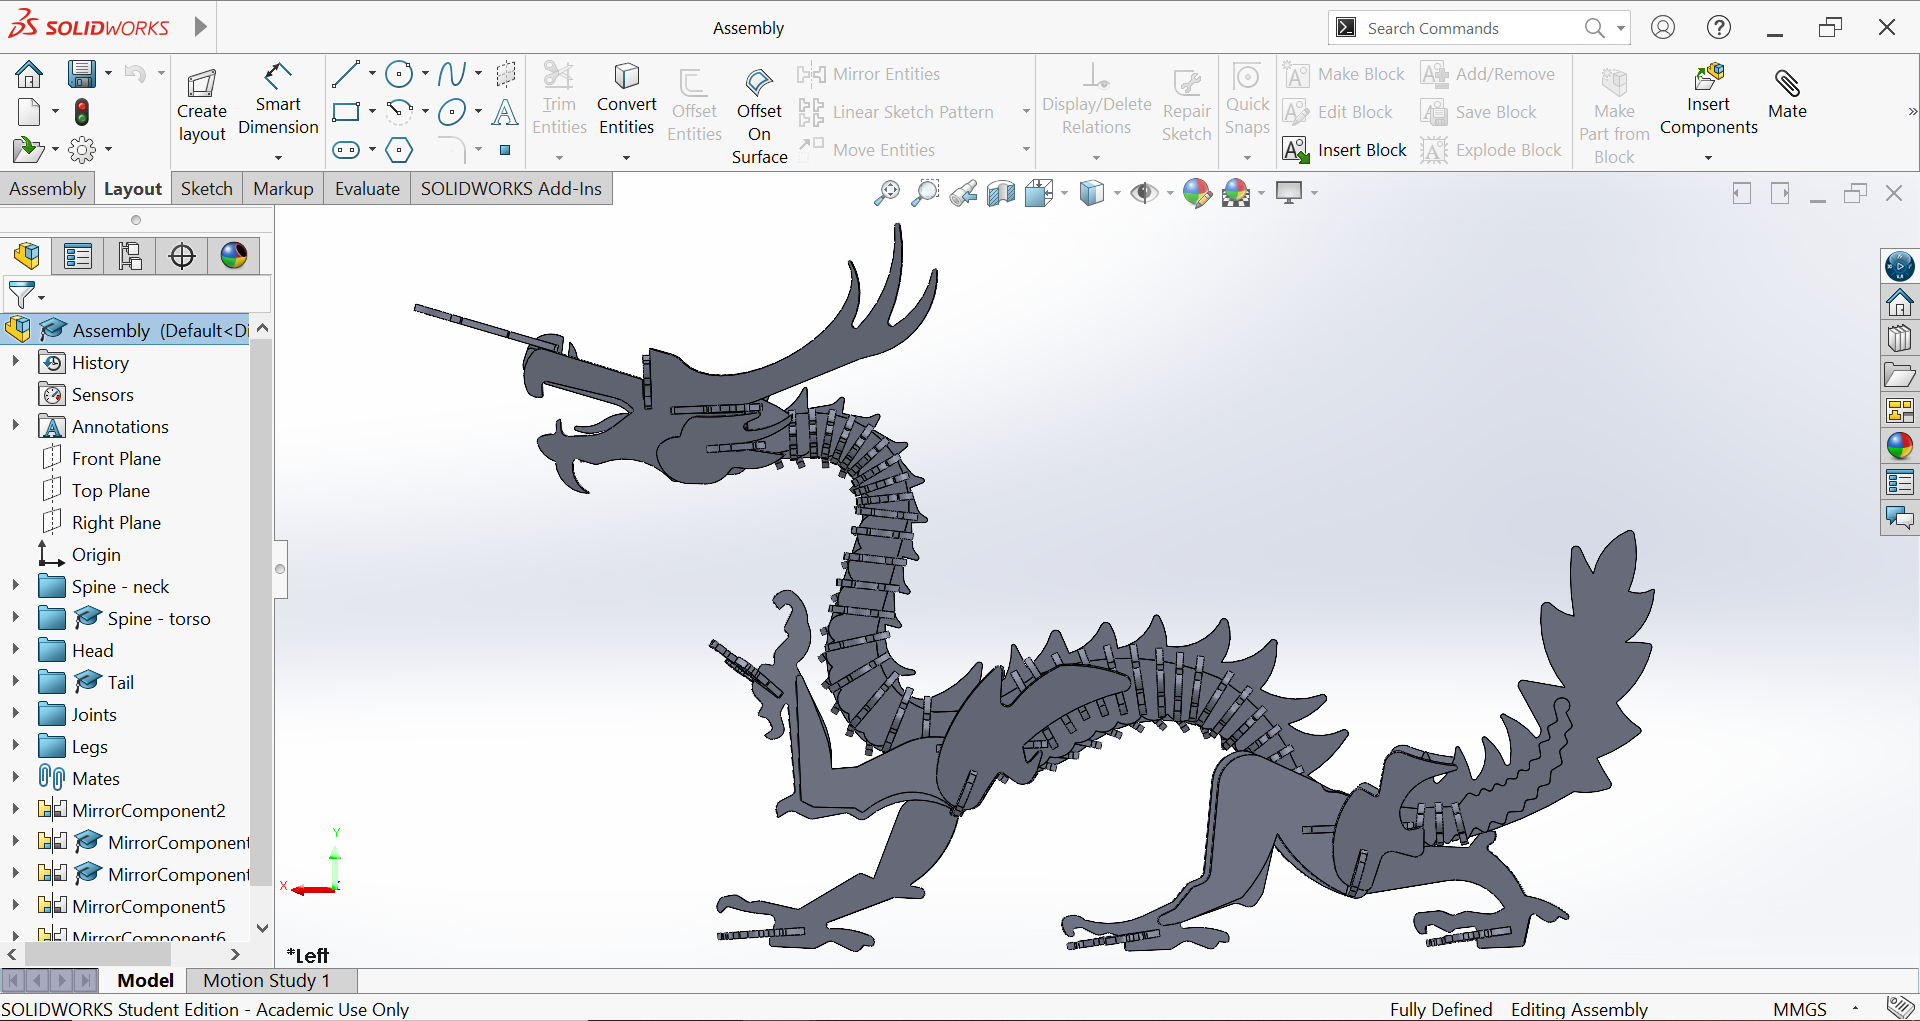 SOLIDWORKS
Assembly
Search Commands
Create layout
Smart Dimension
Trim Entities
Convert Entities
Offset Entities
Offset On Surface
Mirror Entities
Linear Sketch Pattern
Move Entities
Display/Delete Relations
Repair Sketch
Quick Snaps
Make Block
Edit Block
Insert Block
Add/Remove
Save Block
Explode Block
Make Part from Block
Insert Components
Mate
»
Assembly
Layout
Sketch
Markup
Evaluate
SOLIDWORKS Add-Ins
Assembly (Default<Di
History
Sensors
Annotations
Front Plane
Top Plane
Right Plane
Origin
Spine - neck
Spine - torso
Head
Tail
Joints
Legs
Mates
MirrorComponent2
MirrorComponent
MirrorComponent
MirrorComponent5
MirrorComponent6
Y
X
*Left
Model
Motion Study 1
SOLIDWORKS Student Edition - Academic Use Only
Fully Defined
Editing Assembly
MMGS